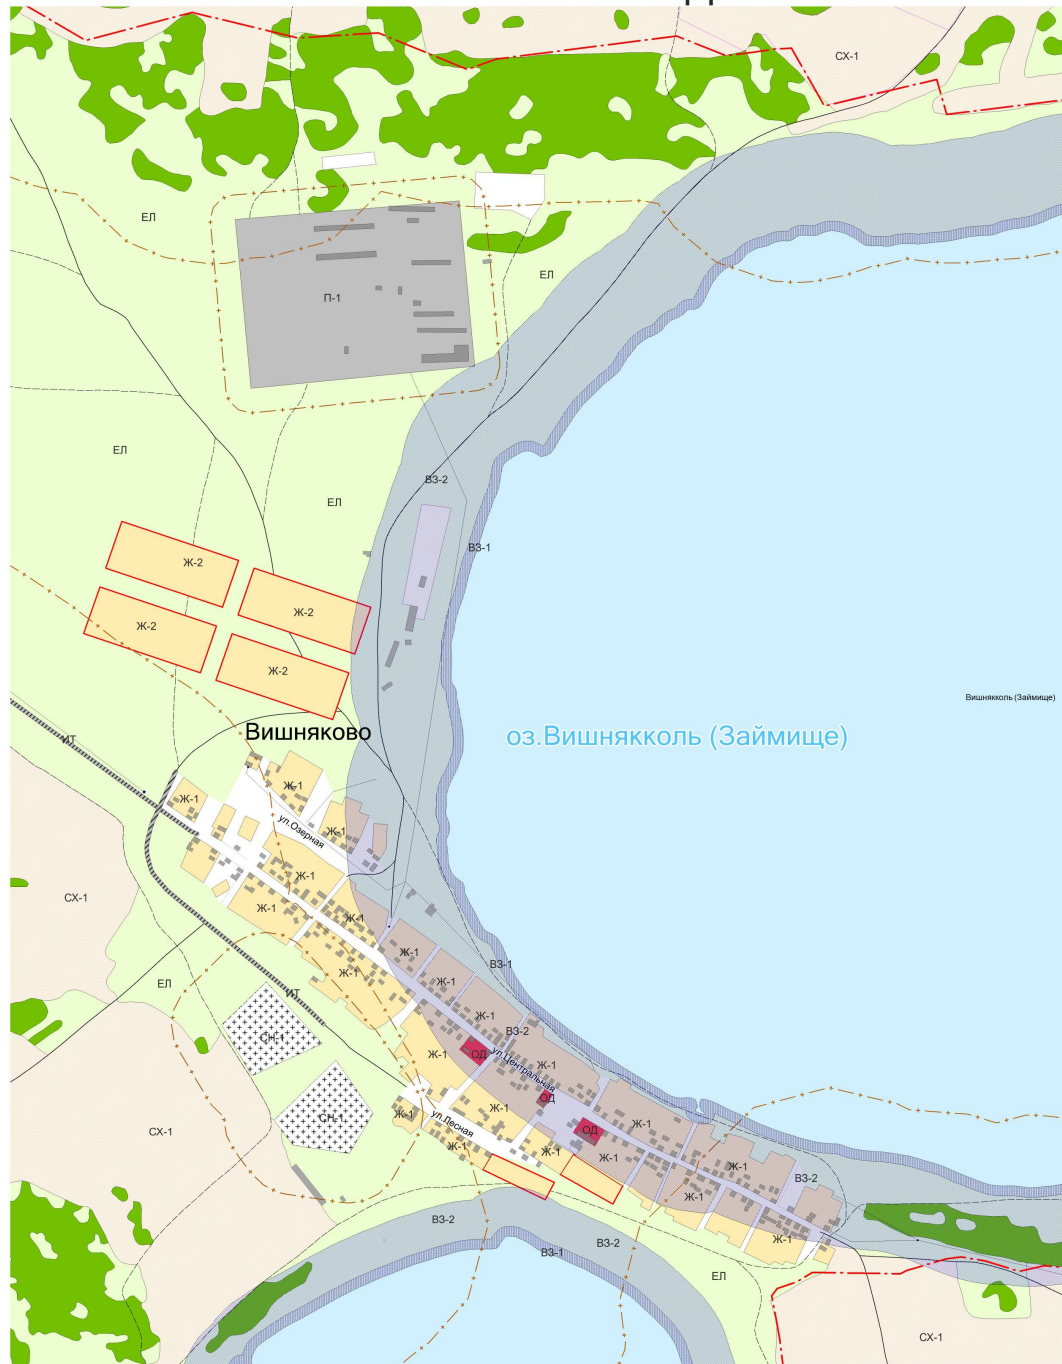 СХ-1
ЕЛ
ЕЛ
П-1
ЕЛ
ВЗ-2
ЕЛ
ВЗ-1
Ж-2
Ж-2
Ж-2
Ж-2
Вишнякколь (Займище)
Вишняково
оз.Вишнякколь (Займище)
ИТ
Ж-1
Ж-1
ул.Озерная
Ж-1
Ж-1
СХ-1
Ж-1
Ж-1
Ж-1
ВЗ-1
Ж-1
Ж-1
ЕЛ
ИТ
Ж-1
ВЗ-2
СН-1
ОД
Ж-1
ул.Центральная
Ж-1
ОД
Ж-1
Ж-1
ул.Лесная
СН-1
СХ-1
ОД
Ж-1
Ж-1
Ж-1
Ж-1
Ж-1
ВЗ-2
Ж-1
ВЗ-2
Ж-1
ВЗ-2
ВЗ-1
ЕЛ
СХ-1